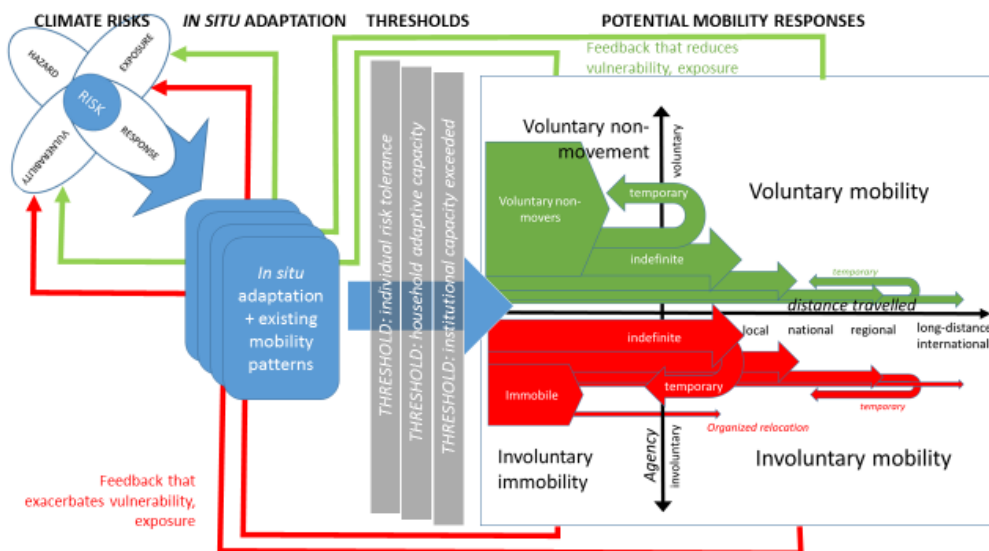 CLIMATE RISKS
IN SITU ADAPTATION
THRESHOLDS
POTENTIAL MOBILITY RESPONSES
HAZARD
EXPOSURE
RISK
VULNERABILITY
RESPONSE
In situ
adaptation
+ existing
mobility
patterns
Feedback that
exacerbates vulnerability,
exposure
THRESHOLD: individual risk tolerance
THRESHOLD: household adaptive capacity
THRESHOLD: institutional capacity exceeded
Feedback that reduces
vulnerability, exposure
Voluntary non-
movement
voluntary
Voluntary mobility
Voluntary non-
movers
temporary
indefinite
temporary
distance travelled
local
national
regional
long-distance
international
indefinite
Immobile
temporary
temporary
Organized relocation
Involuntary
immobility
Agency
involuntary
Involuntary mobility